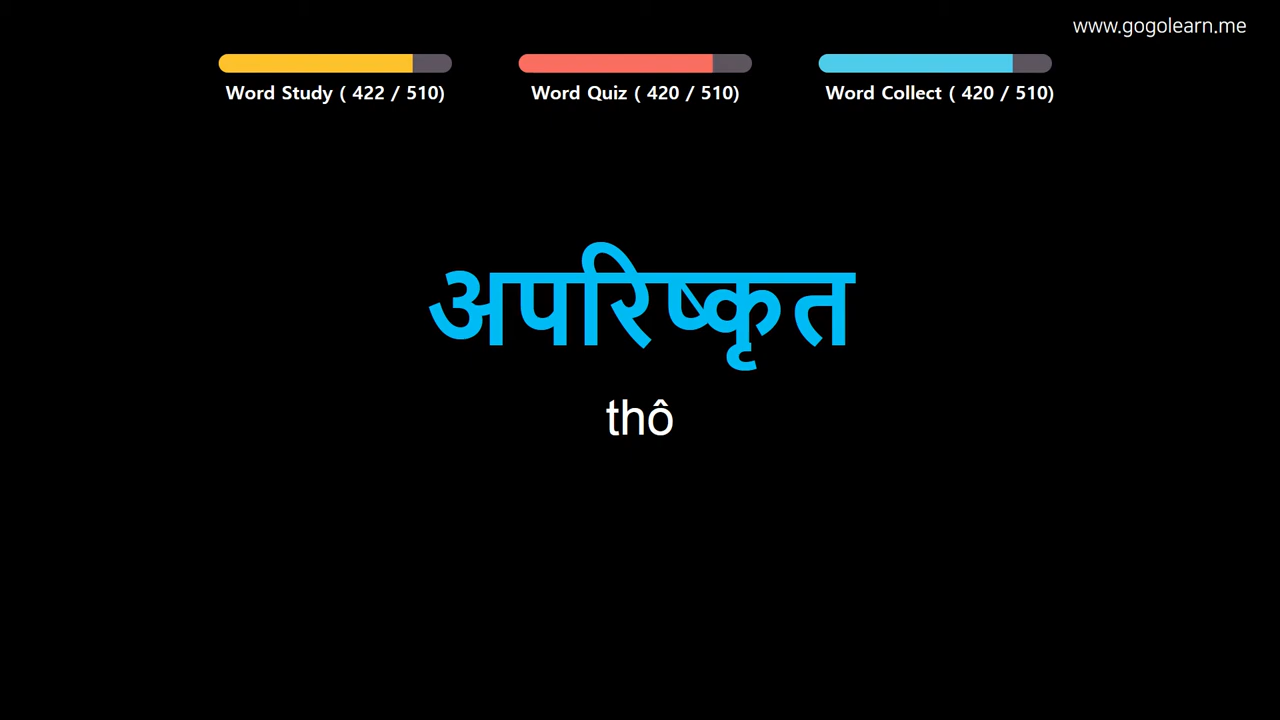 www.gogolearn.me
Word Study ( 422 / 510)
Word Quiz ( 420 / 510)
Word Collect ( 420 / 510)
अपरिष्कृत
thô